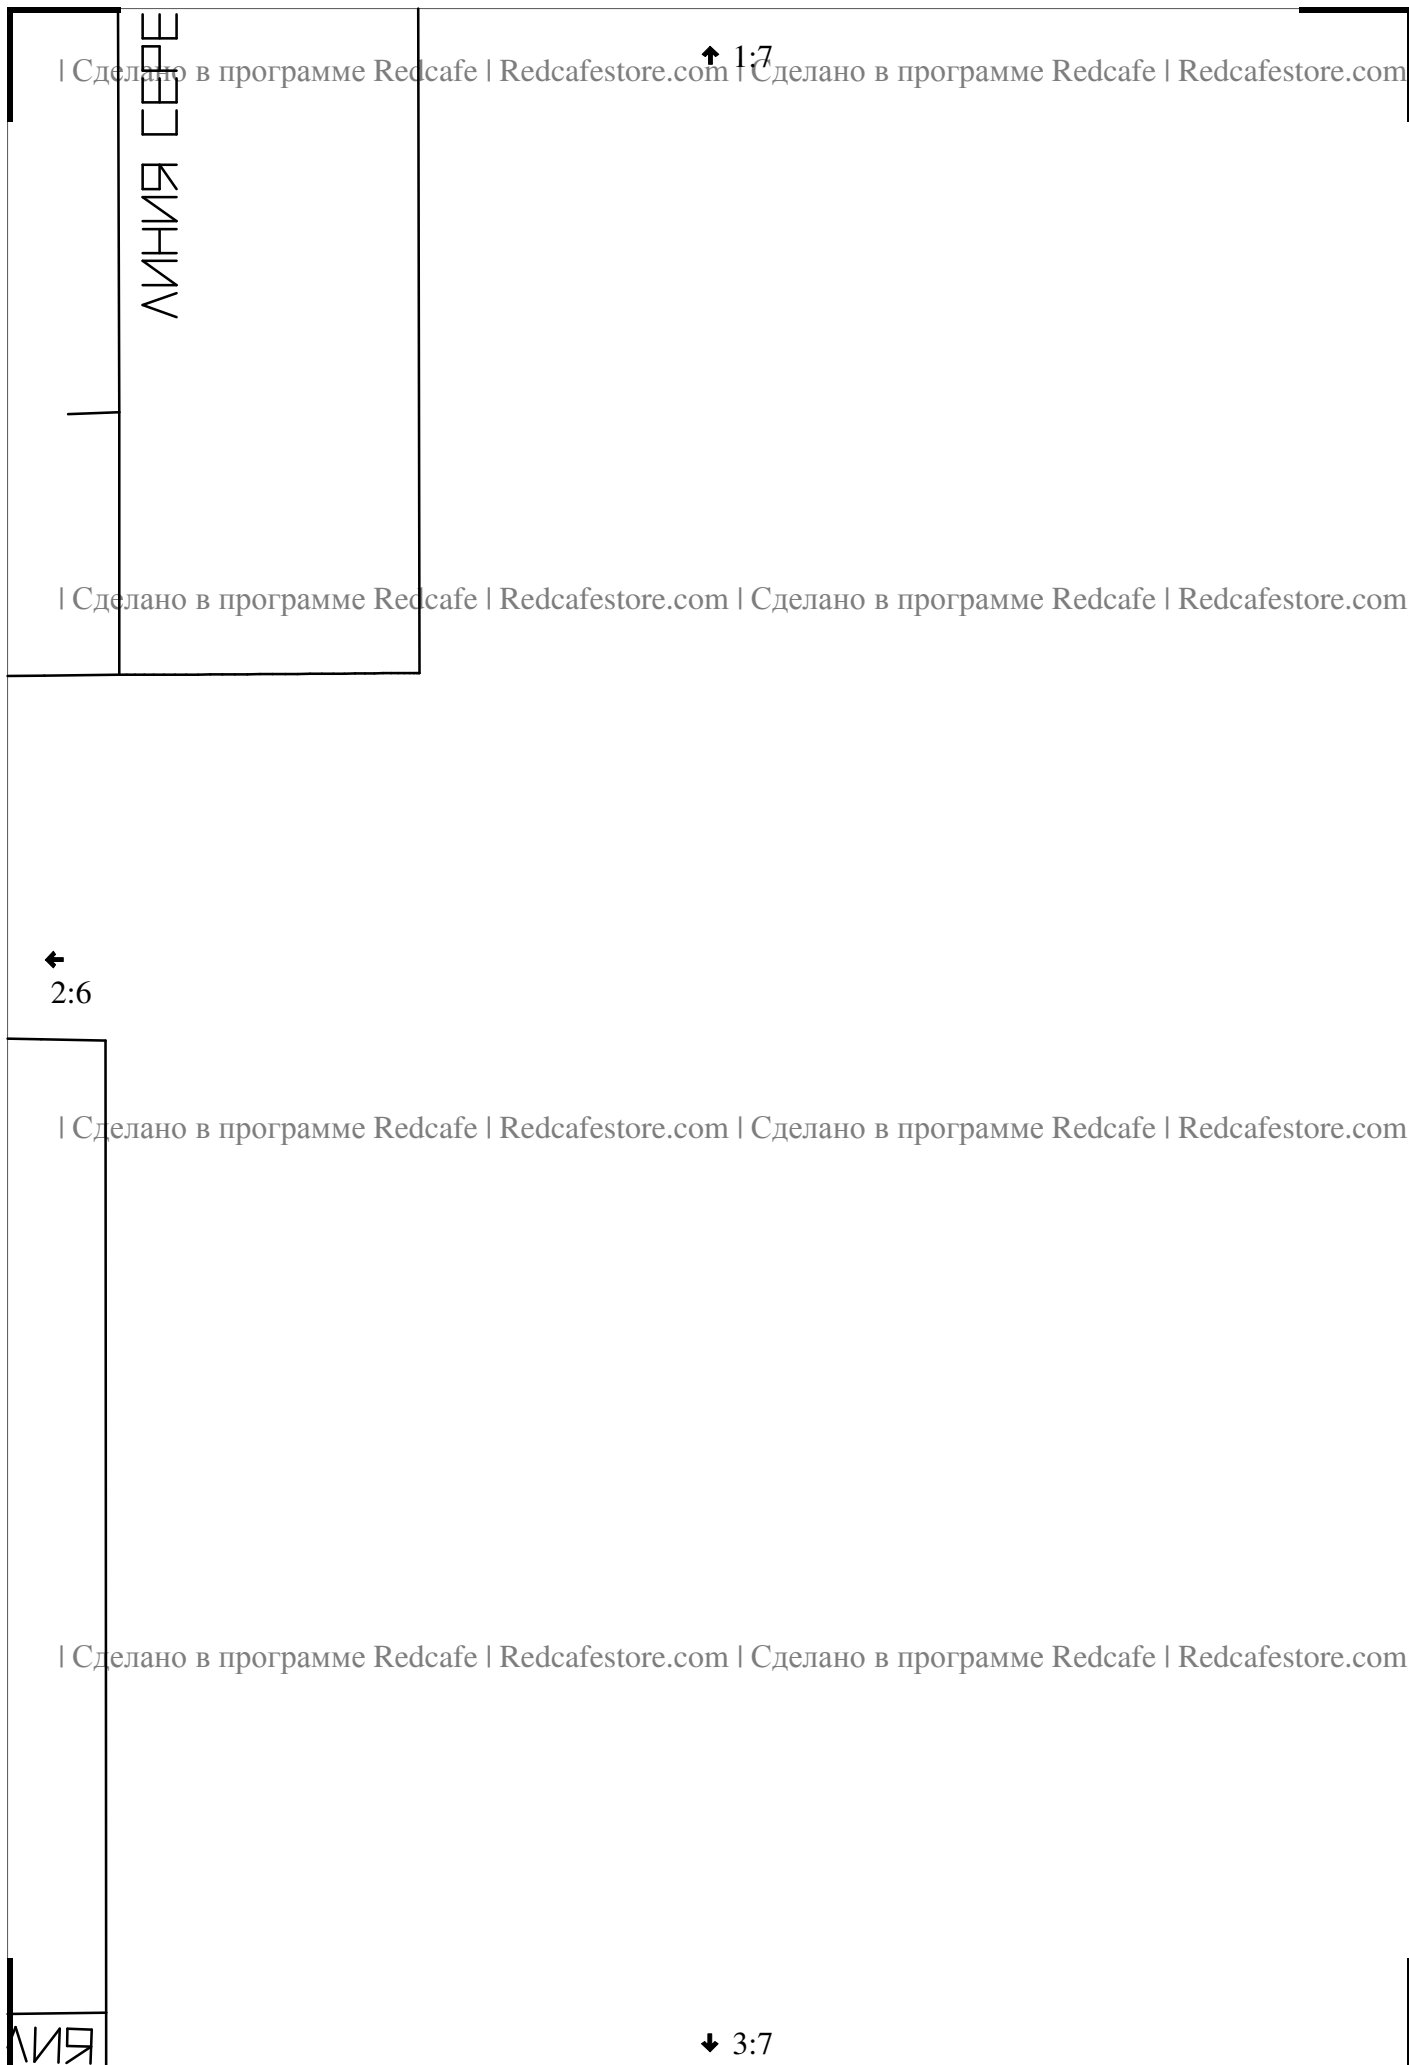 ↑ 1:7
| Сделано в программе Redcafe | Redcafestore.com | Сделано в программе Redcafe | Redcafestore.com
ЛИНИЯ СЕРЕ
| Сделано в программе Redcafe | Redcafestore.com | Сделано в программе Redcafe | Redcafestore.com
←
2:6
| Сделано в программе Redcafe | Redcafestore.com | Сделано в программе Redcafe | Redcafestore.com
| Сделано в программе Redcafe | Redcafestore.com | Сделано в программе Redcafe | Redcafestore.com
ЛИЯ
↓ 3:7